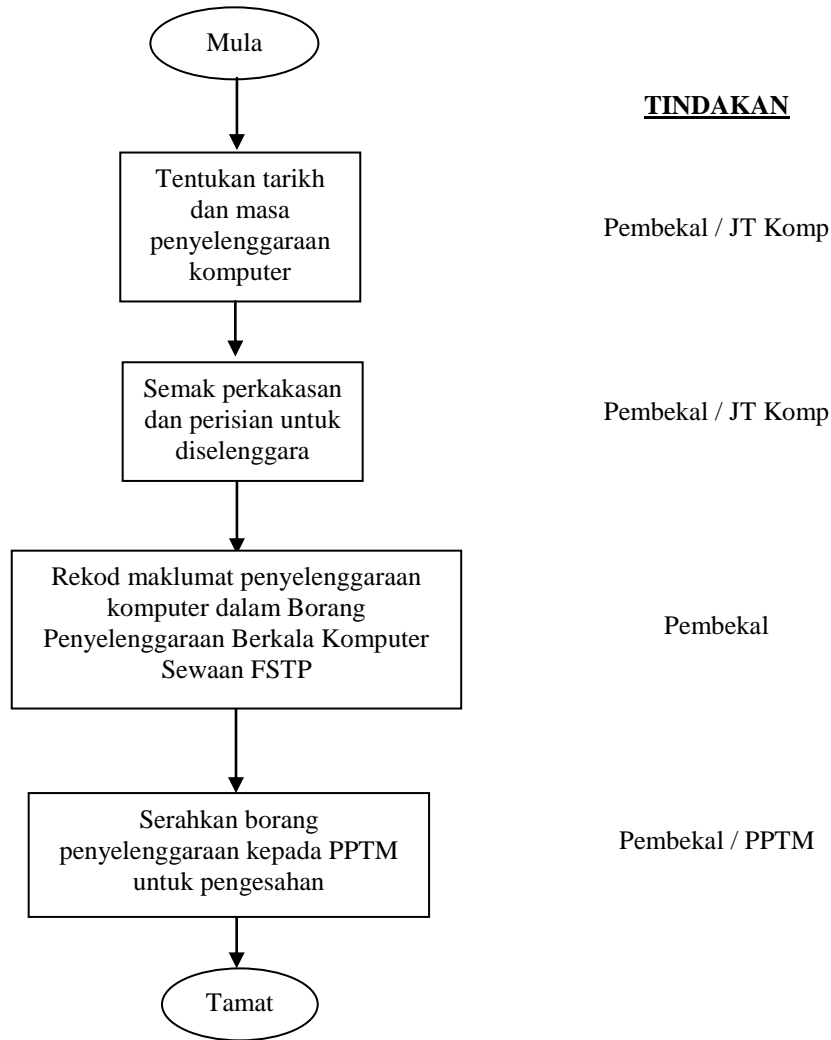 Mula
TINDAKAN
Tentukan tarikh
dan masa
penyelenggaraan
komputer
Pembekal / JT Komp
Semak perkakasan
dan perisian untuk
diselenggara
Pembekal / JT Komp
Rekod maklumat penyelenggaraan
komputer dalam Borang
Penyelenggaraan Berkala Komputer
Sewaan FSTP
Pembekal
Serahkan borang
penyelenggaraan kepada PPTM
untuk pengesahan
Pembekal / PPTM
Tamat